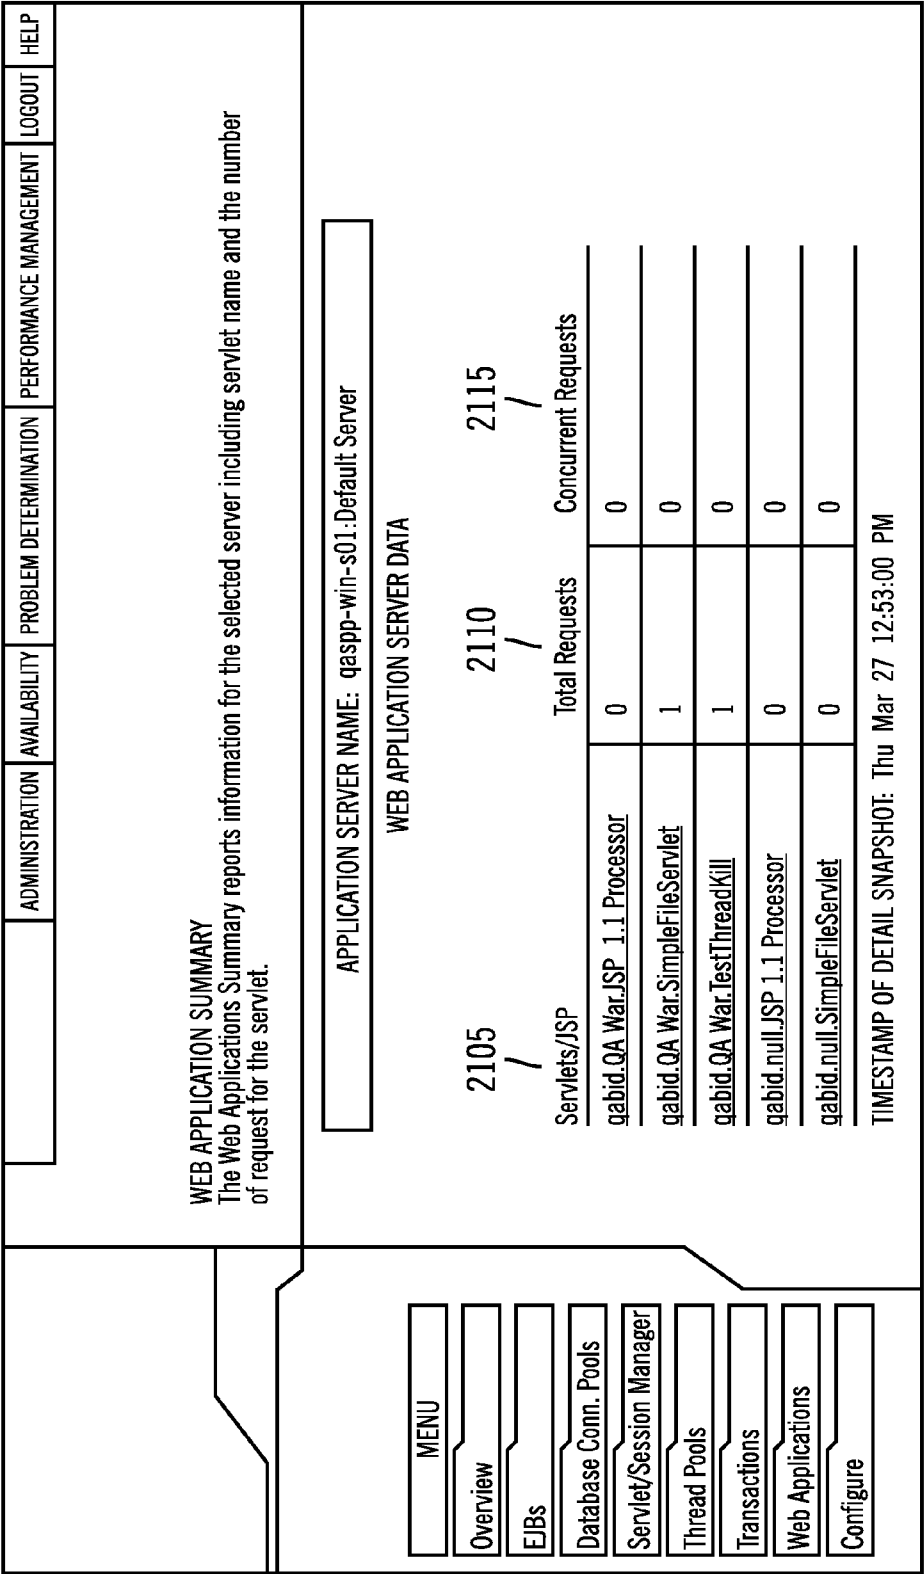 ADMINISTRATION AVAILABILITY PROBLEM DETERMINATION PERFORMANCE MANAGEMENT LOGOUT HELP
WEB APPLICATION SUMMARY
The Web Applications Summary reports information for the selected server including servlet name and the number
of request for the servlet.
APPLICATION SERVER NAME: qaspp-win-s01:Default Server
WEB APPLICATION SERVER DATA
2105 2110 2115
Servlets/JSP Total Requests Concurrent Requests
qabid.QA War.JSP 1.1 Processor 0 0
qabid.QA War.SimpleFileServlet 1 0
qabid.QA War.TestThreadKill 1 0
qabid.null.JSP 1.1 Processor 0 0
qabid.null.SimpleFileServlet 0 0
TIMESTAMP OF DETAIL SNAPSHOT: Thu Mar 27 12:53:00 PM
MENU
Overview
EJBs
Database Conn. Pools
Servlet/Session Manager
Thread Pools
Transactions
Web Applications
Configure